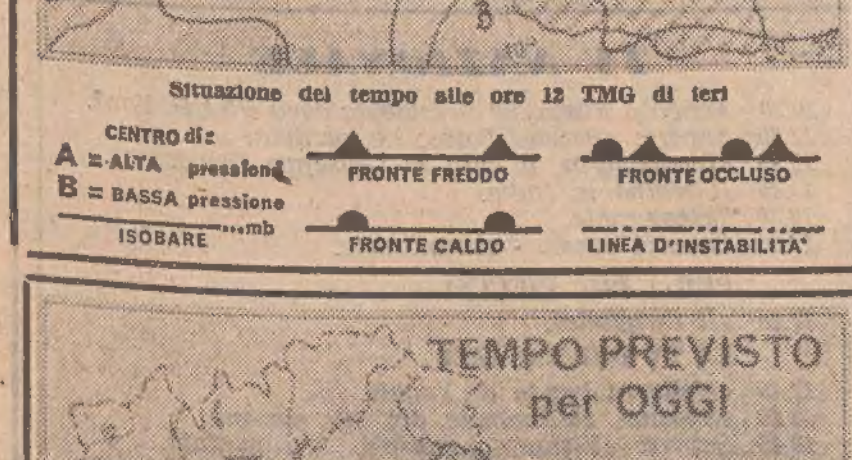 B
Situazione del tempo alle ore 12 TMG di ieri
CENTRO di:
A = ALTA pressione
B = BASSA pressione
...mb
ISOBARE
FRONTE FREDDO
FRONTE OCCLUSO
FRONTE CALDO
LINEA D'INSTABILITA'
TEMPO PREVISTO
per OGGI